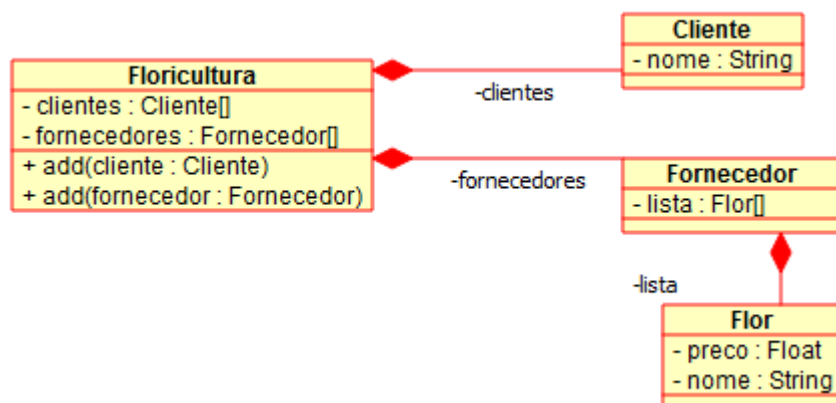 Cliente
- nome : String
Floricultura
- clientes : Cliente[]
- fornecedores : Fornecedor[]
+ add(cliente : Cliente)
+ add(fornecedor : Fornecedor)
-clientes
-fornecedores
Fornecedor
- lista : Flor[]
-lista
Flor
- preco : Float
- nome : String